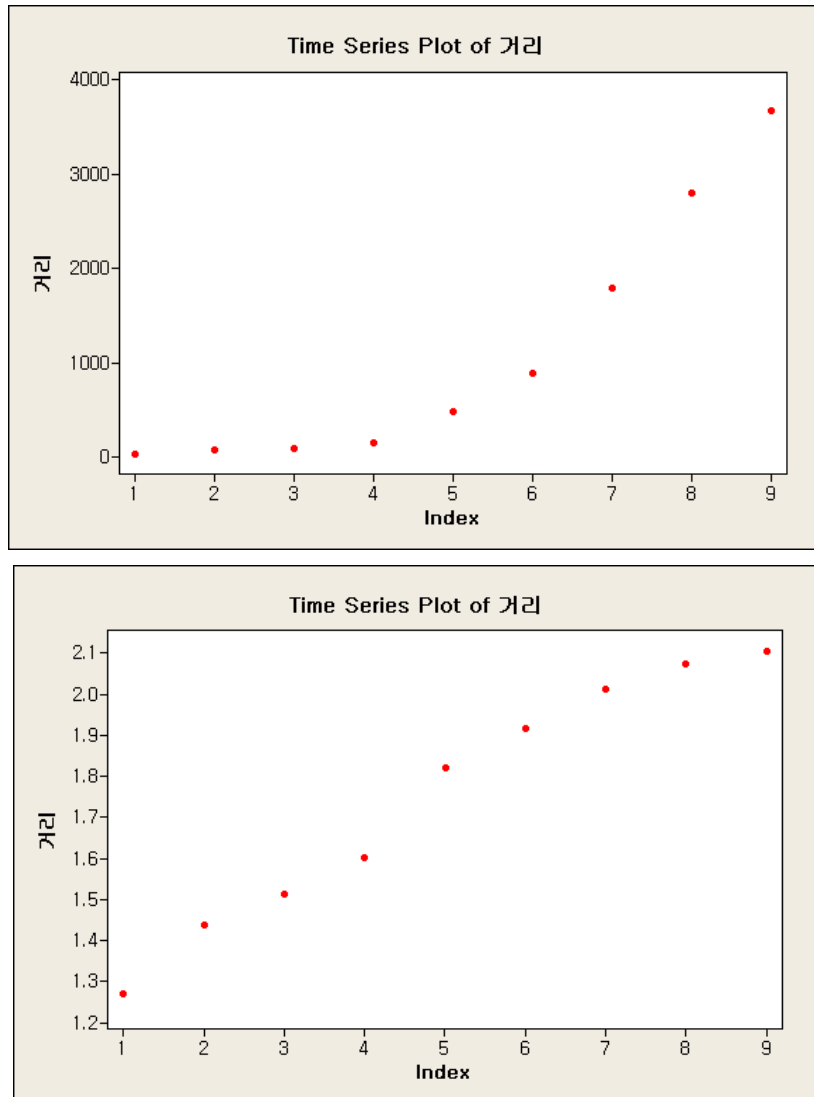 Time Series Plot of 거리
4000
3000
2000
1000
0
거리
1 2 3 4 5 6 7 8 9
Index
Time Series Plot of 거리
2.1
2.0
1.9
1.8
1.7
1.6
1.5
1.4
1.3
1.2
거리
1 2 3 4 5 6 7 8 9
Index